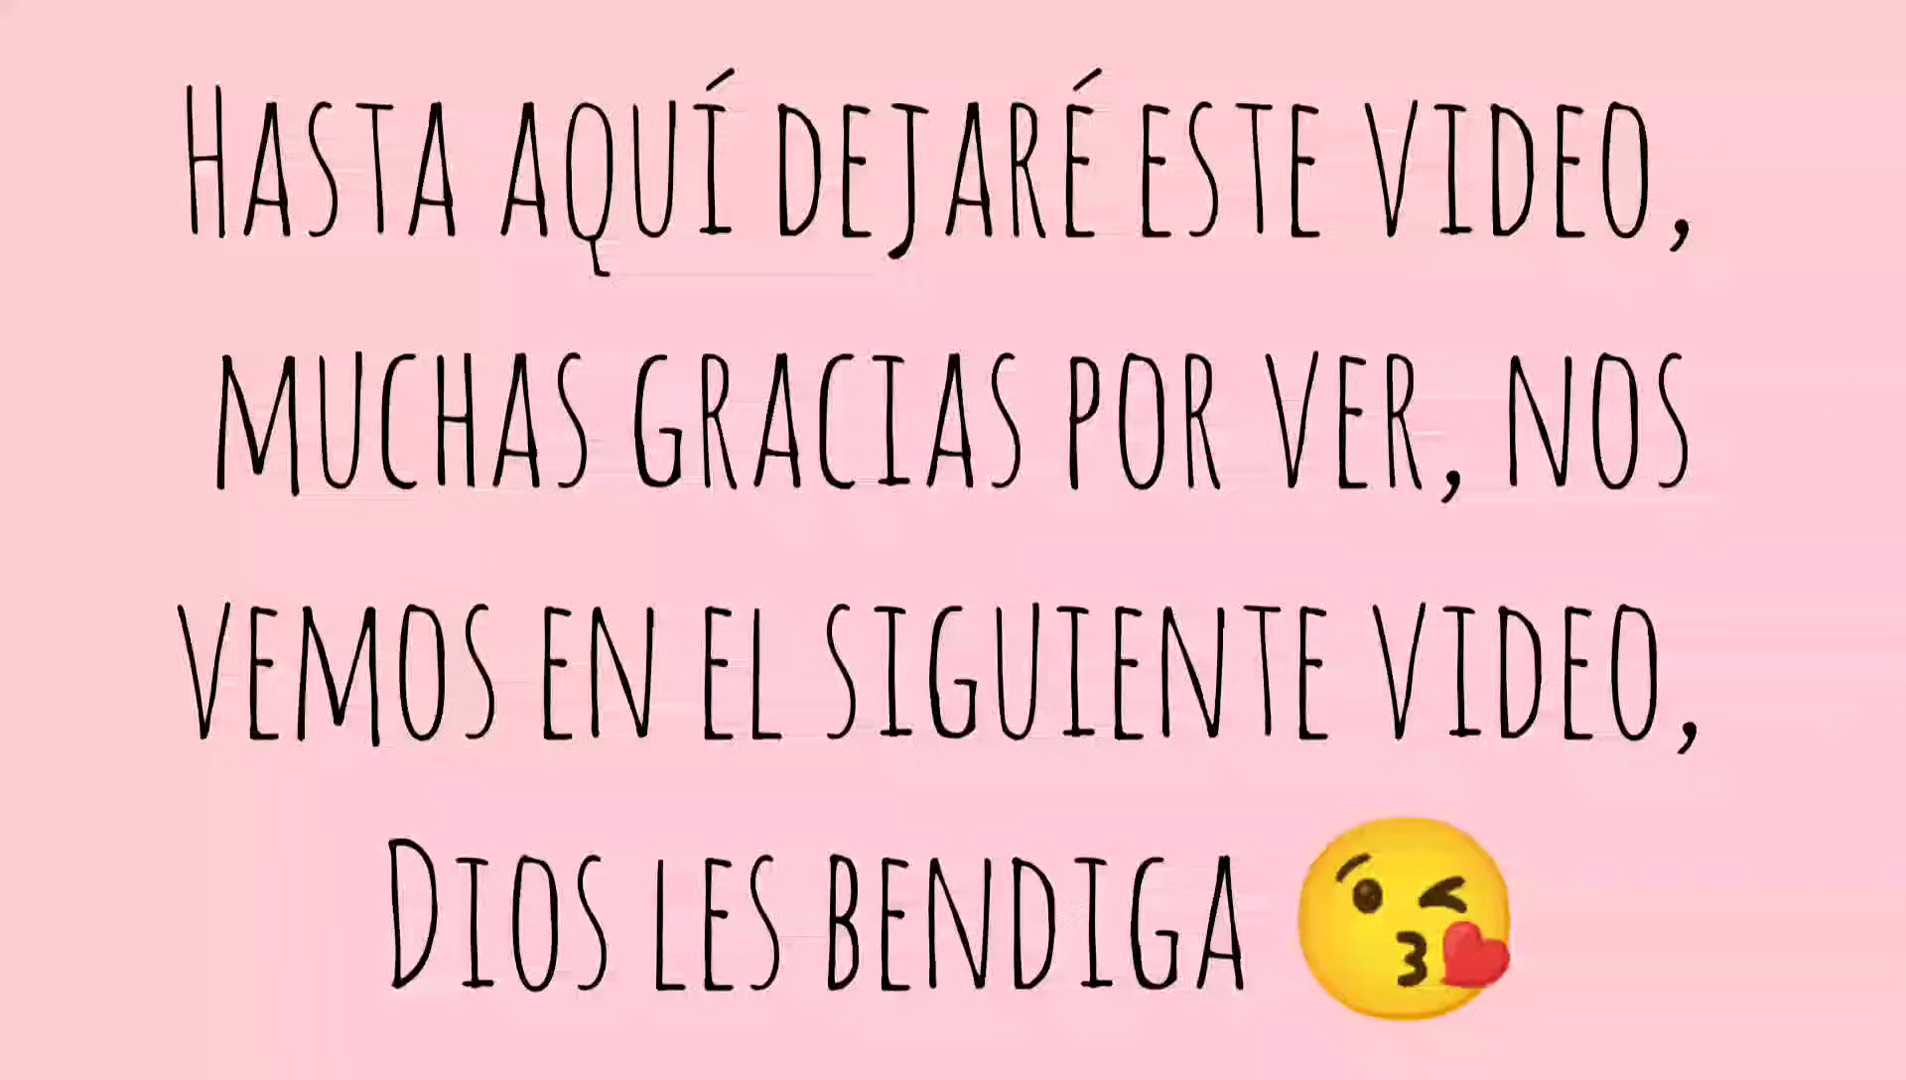 Hasta aquí dejaré este video,
muchas gracias por ver, nos
vemos en el siguiente video,
Dios les bendiga 😘